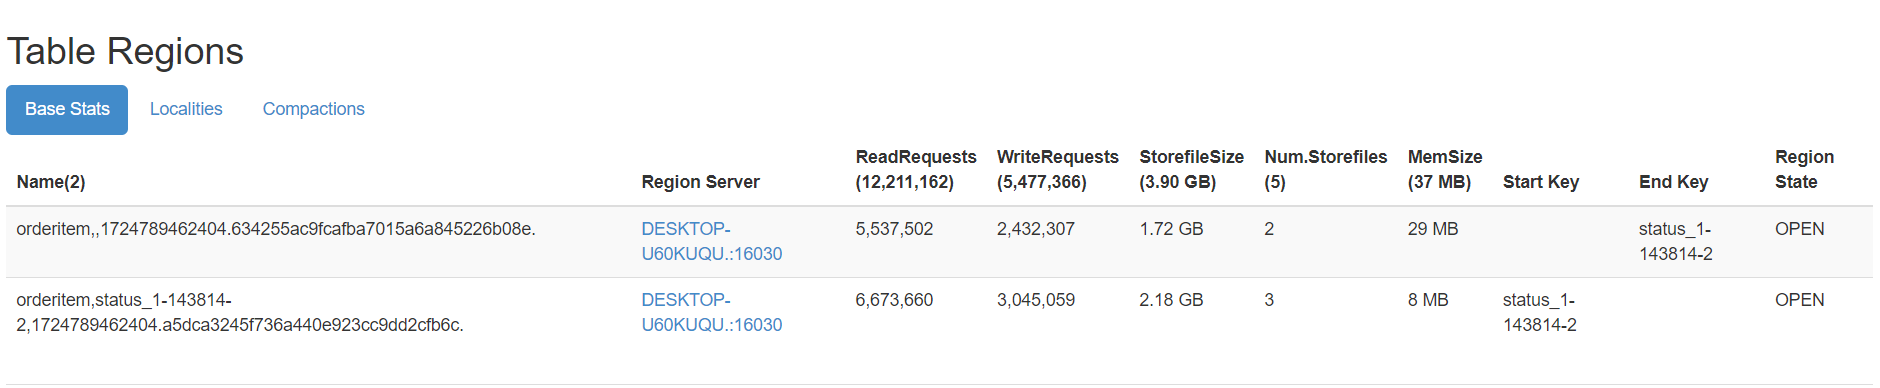 Table Regions
Base Stats Localities Compactions
ReadRequests WriteRequests StorefileSize Num.Storefiles MemSize Region
Name(2) Region Server (12,211,162) (5,477,366) (3.90 GB) (5) (37 MB) Start Key End Key State
orderitem,,1724789462404.634255ac9fcafba7015a6a845226b08e. DESKTOP- 5,537,502 2,432,307 1.72 GB 2 29 MB status_1- OPEN
U60KUQU.:16030 143814-2
orderitem,status_1-143814- DESKTOP- 6,673,660 3,045,059 2.18 GB 3 8 MB status_1- OPEN
2,1724789462404.a5dca3245f736a440e923cc9dd2cfb6c. U60KUQU.:16030 143814-2